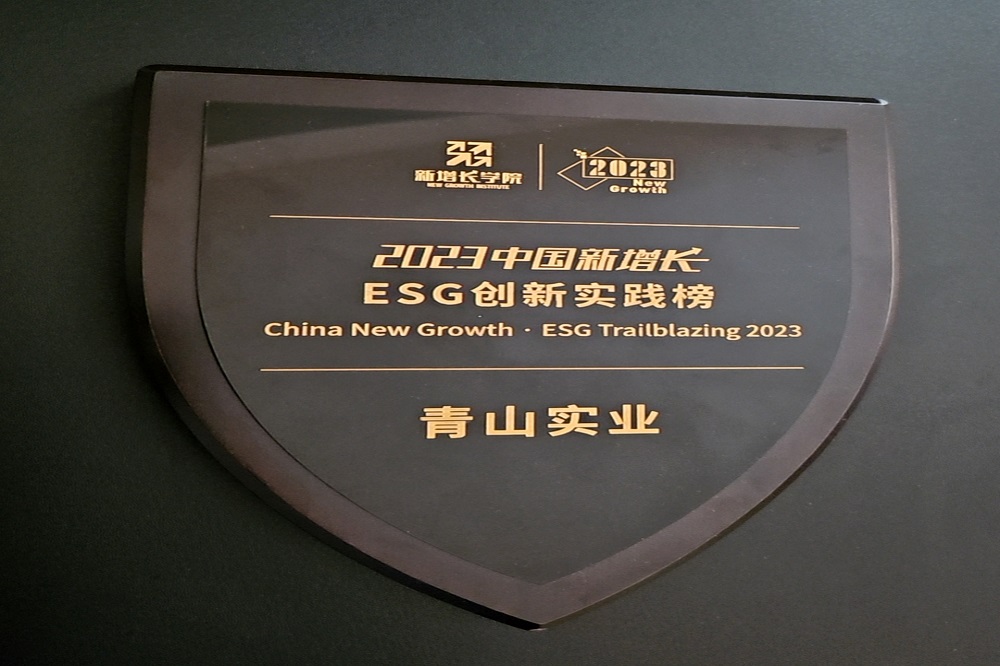 新增长学院
NEW GROWTH INSTITUTE
2023
New
Growth
2023中国新增长
ESG创新实践榜
China New Growth · ESG Trailblazing 2023
青山实业